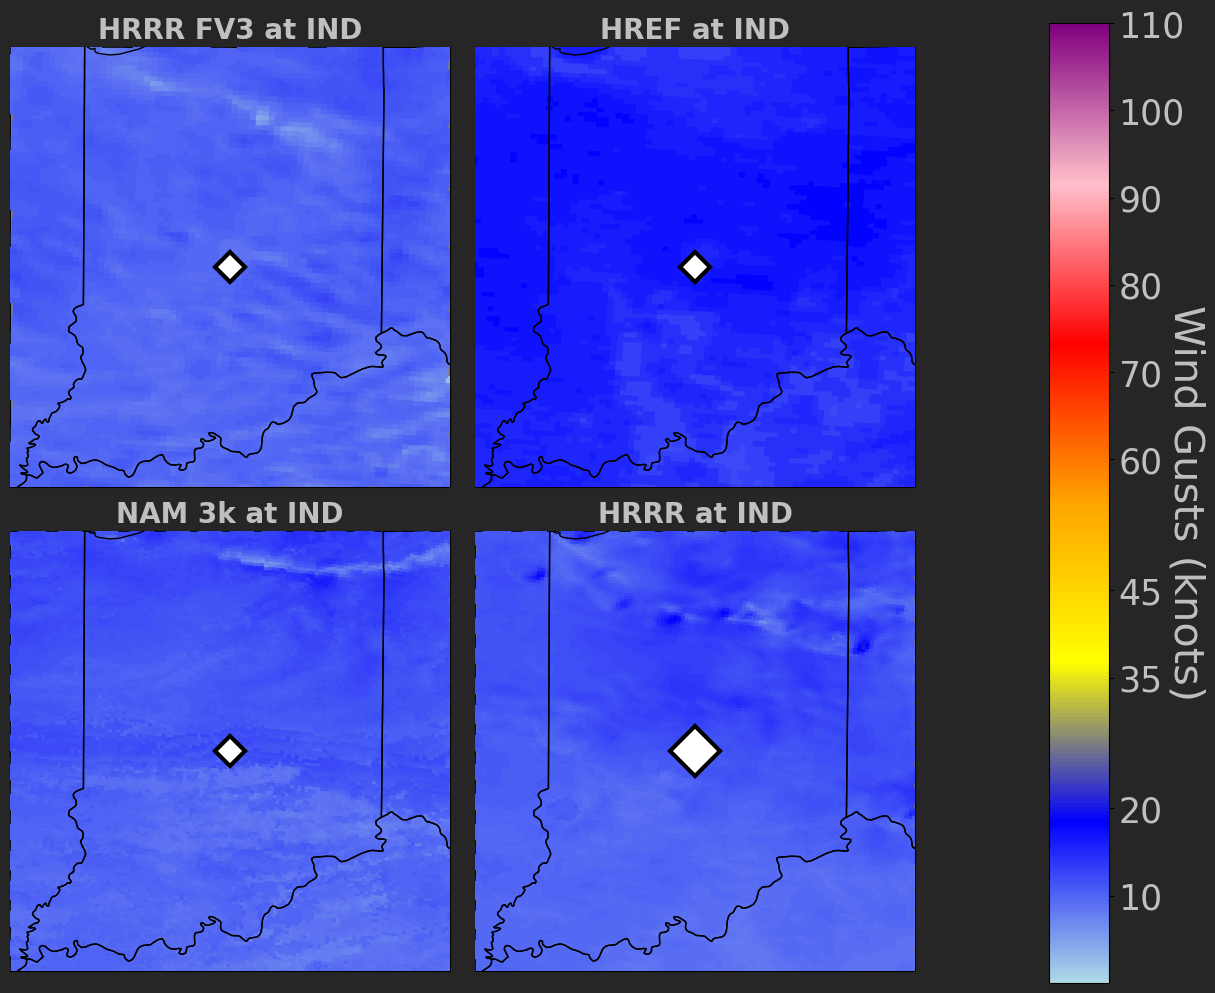 HRRR FV3 at IND
HREF at IND
NAM 3k at IND
HRRR at IND
110
100
90
80
70
60
45
35
20
10
Wind Gusts (knots)